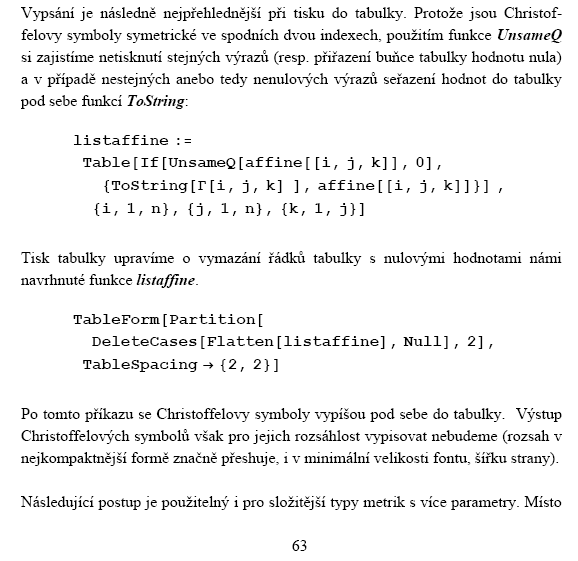 Vypsání je následně nejpřehlednější při tisku do tabulky. Protože jsou Christof-
felovy symboly symetrické ve spodních dvou indexech, použitím funkce UnsameQ
si zajistíme netisknutí stejných výrazů (resp. přiřazení buňce tabulky hodnotu nula)
a v případě nestejných anebo tedy nenulových výrazů seřazení hodnot do tabulky
pod sebe funkcí ToString:
listaffine :=
Table[If[UnsameQ[affine[[i, j, k]], 0],
{ToString[Γ[i, j, k] ], affine[[i, j, k]]}] ,
{i, 1, n}, {j, 1, n}, {k, 1, j}]
Tisk tabulky upravíme o vymazání řádků tabulky s nulovými hodnotami námi
navrhnuté funkce listaffine.
TableForm[Partition[
DeleteCases[Flatten[listaffine], Null], 2],
TableSpacing → {2, 2}]
Po tomto příkazu se Christoffelovy symboly vypíšou pod sebe do tabulky. Výstup
Christoffelových symbolů však pro jejich rozsáhlost vypisovat nebudeme (rozsah v
nejkompaktnější formě značně přeshuje, i v minimální velikosti fontu, šířku strany).
Následující postup je použitelný i pro složitější typy metrik s více parametry. Místo
63